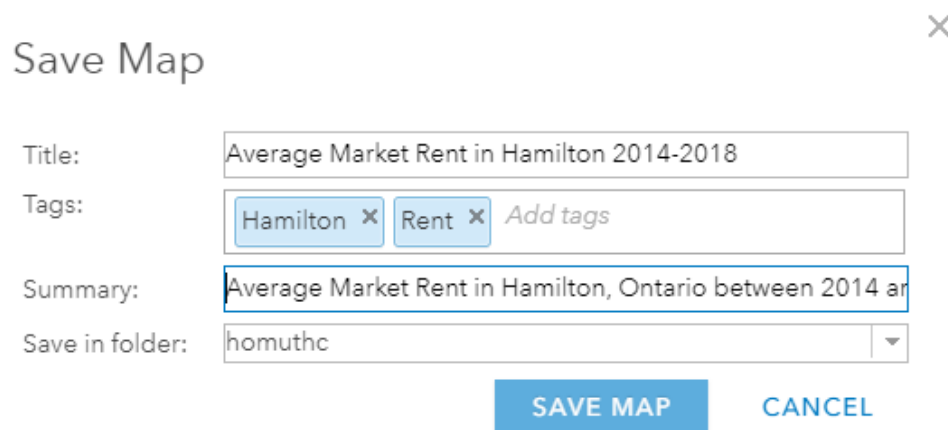 Save Map
Title: Average Market Rent in Hamilton 2014-2018
Tags: Hamilton × Rent × Add tags
Summary: Average Market Rent in Hamilton, Ontario between 2014
Save in folder: homuthc
SAVE MAP CANCEL